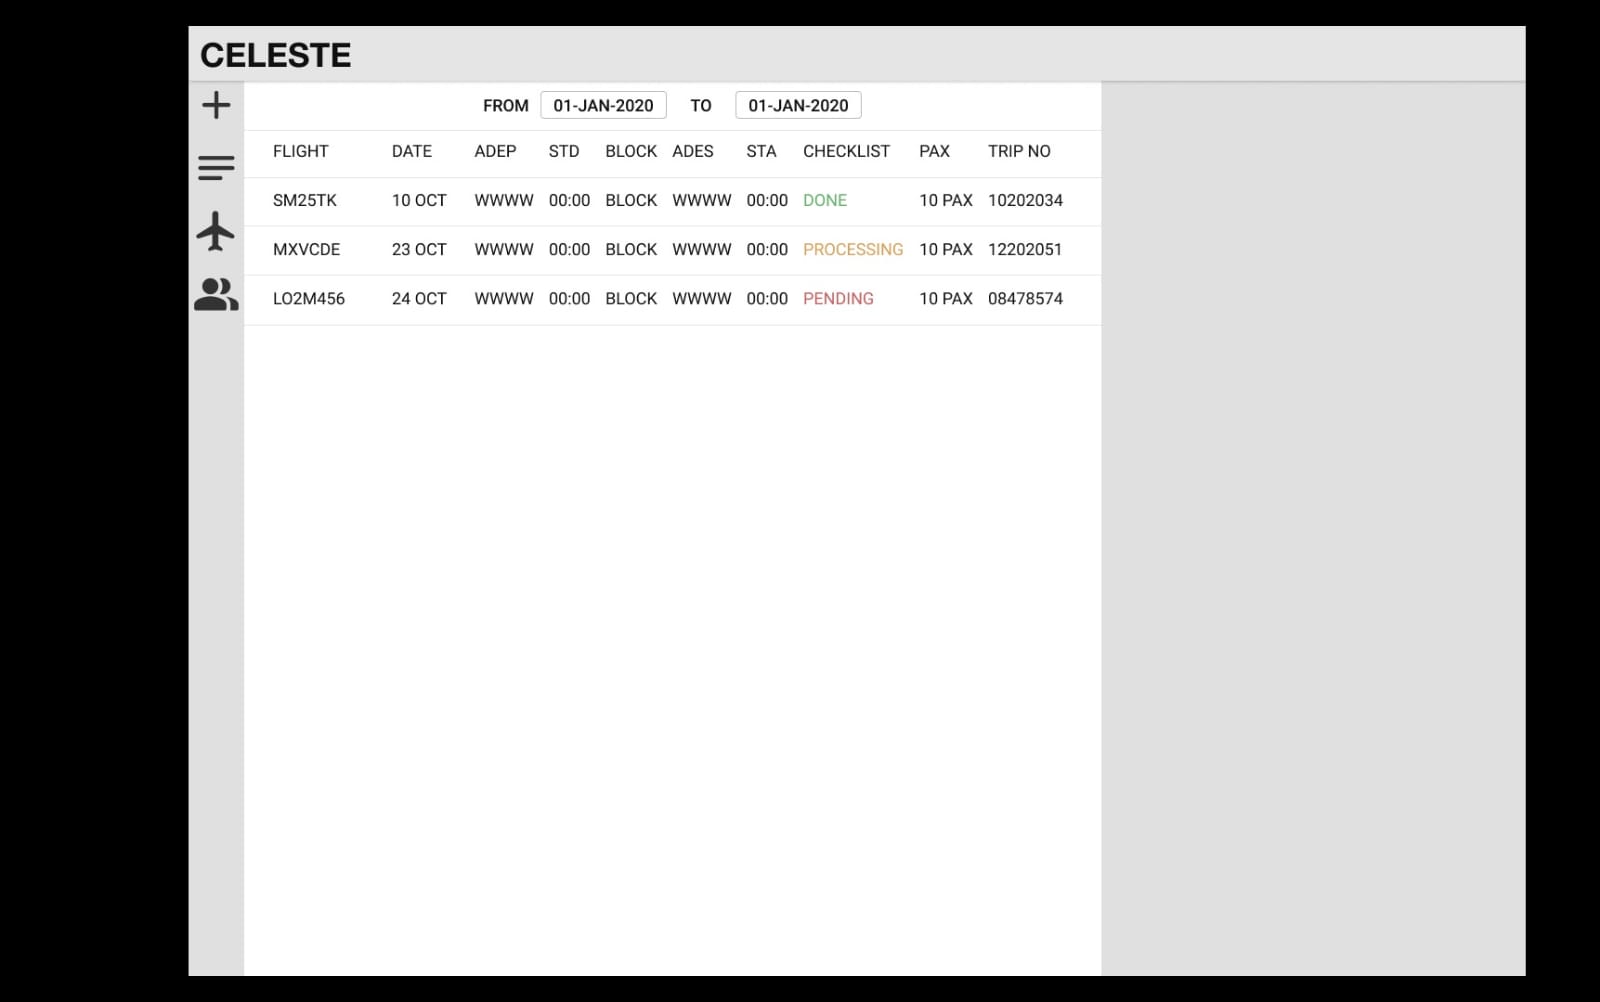 CELESTE
FROM 01-JAN-2020 TO 01-JAN-2020
FLIGHT DATE ADEP STD BLOCK ADES STA CHECKLIST PAX TRIP NO
SM25TK 10 OCT WWWW 00:00 BLOCK WWWW 00:00 DONE 10 PAX 10202034
MXVCDE 23 OCT WWWW 00:00 BLOCK WWWW 00:00 PROCESSING 10 PAX 12202051
LO2M456 24 OCT WWWW 00:00 BLOCK WWWW 00:00 PENDING 10 PAX 08478574